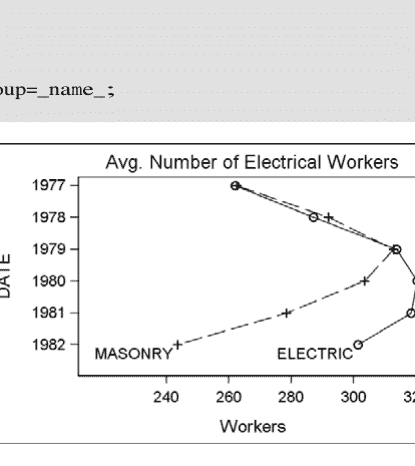 oup=_name_;
Avg. Number of Electrical Workers
1977
1978
1979
1980
1981
1982
DATE
MASONRY
ELECTRIC
240 260 280 300 32
Workers